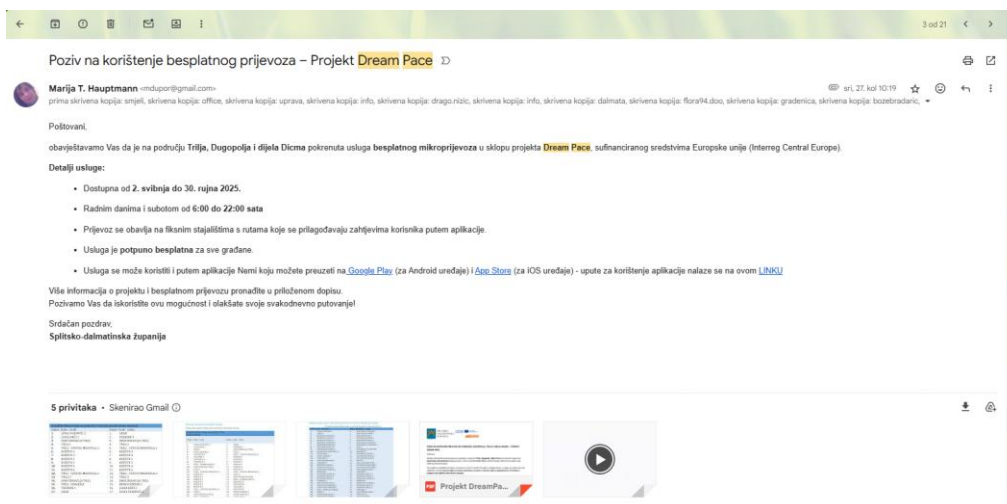 3 od 21
Poziv na korištenje besplatnog prijevoza – Projekt Dream Pace
Marija T. Hauptmann <mdupor@gmail.com>
sri, 27. kol 10:19
prima skrivena kopija: smjeli, skrivena kopija: office, skrivena kopija: uprava, skrivena kopija: info, skrivena kopija: drago.nizic, skrivena kopija: info, skrivena kopija: dalmata, skrivena kopija: flora94.doo, skrivena kopija: gradenica, skrivena kopija: bozebradaric,
Poštovani,
obavještavamo Vas da je na području Trilja, Dugopolja i dijela Dicma pokrenuta usluga besplatnog mikroprijevoza u sklopu projekta Dream Pace, sufinanciranog sredstvima Europske unije (Interreg Central Europe).
Detalji usluge:
• Dostupna od 2. svibnja do 30. rujna 2025.
• Radnim danima i subotom od 6:00 do 22:00 sata
• Prijevoz se obavlja na fiksnim stajalištima s rutama koje se prilagođavaju zahtjevima korisnika putem aplikacije.
• Usluga je potpuno besplatna za sve građane.
• Usluga se može koristiti i putem aplikacije Nemi koju možete preuzeti na Google Play (za Android uređaje) i App Store (za iOS uređaje) - upute za korištenje aplikacije nalaze se na ovom LINKU
Više informacija o projektu i besplatnom prijevozu pronađite u priloženom dopisu.
Pozivamo Vas da iskoristite ovu mogućnost i olakšate svoje svakodnevno putovanje!
Srdačan pozdrav,
Splitsko-dalmatinska županija
5 privitaka • Skenirao Gmail
PDF Projekt DreamPa...